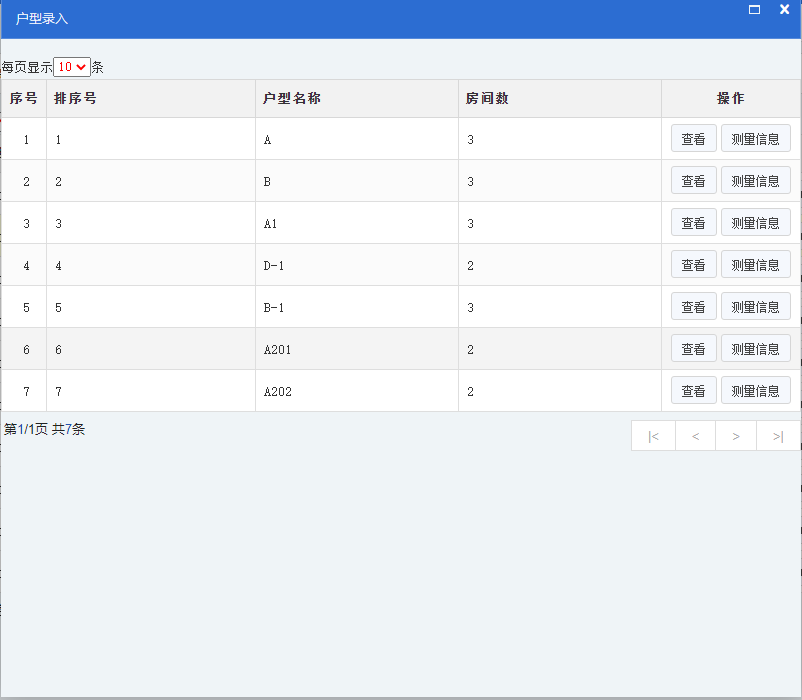 户型录入
每页显示 10 条
序号 排序号 户型名称 房间数 操作
1 1 A 3 查看 测量信息
2 2 B 3 查看 测量信息
3 3 A1 3 查看 测量信息
4 4 D-1 2 查看 测量信息
5 5 B-1 3 查看 测量信息
6 6 A201 2 查看 测量信息
7 7 A202 2 查看 测量信息
第1/1页 共7条 |< < > >|